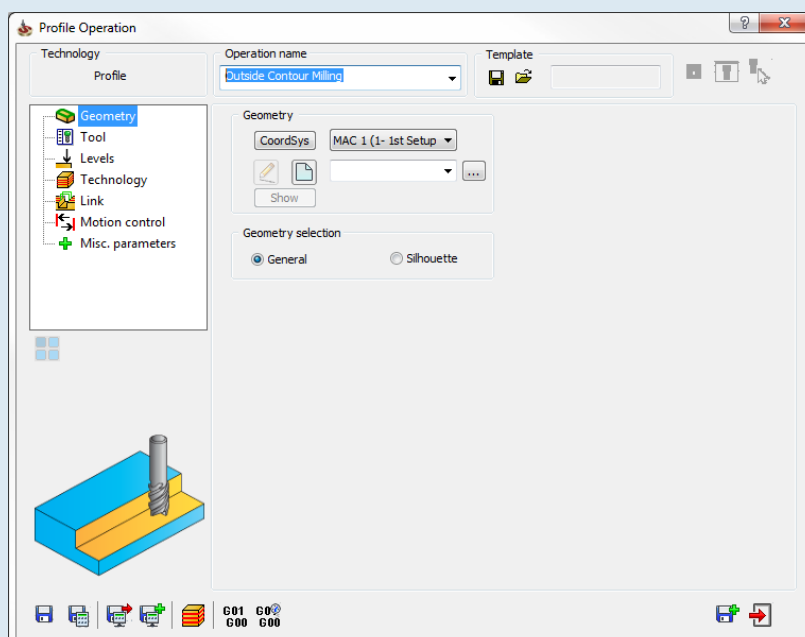 Profile Operation
Technology
Profile
Operation name
Outside Contour Milling
Template
Geometry
Tool
Levels
Technology
Link
Motion control
Misc. parameters
Geometry
CoordSys
MAC 1 (1- 1st Setup
...
Show
Geometry selection
General
Silhouette
G01 G0
G00 G00